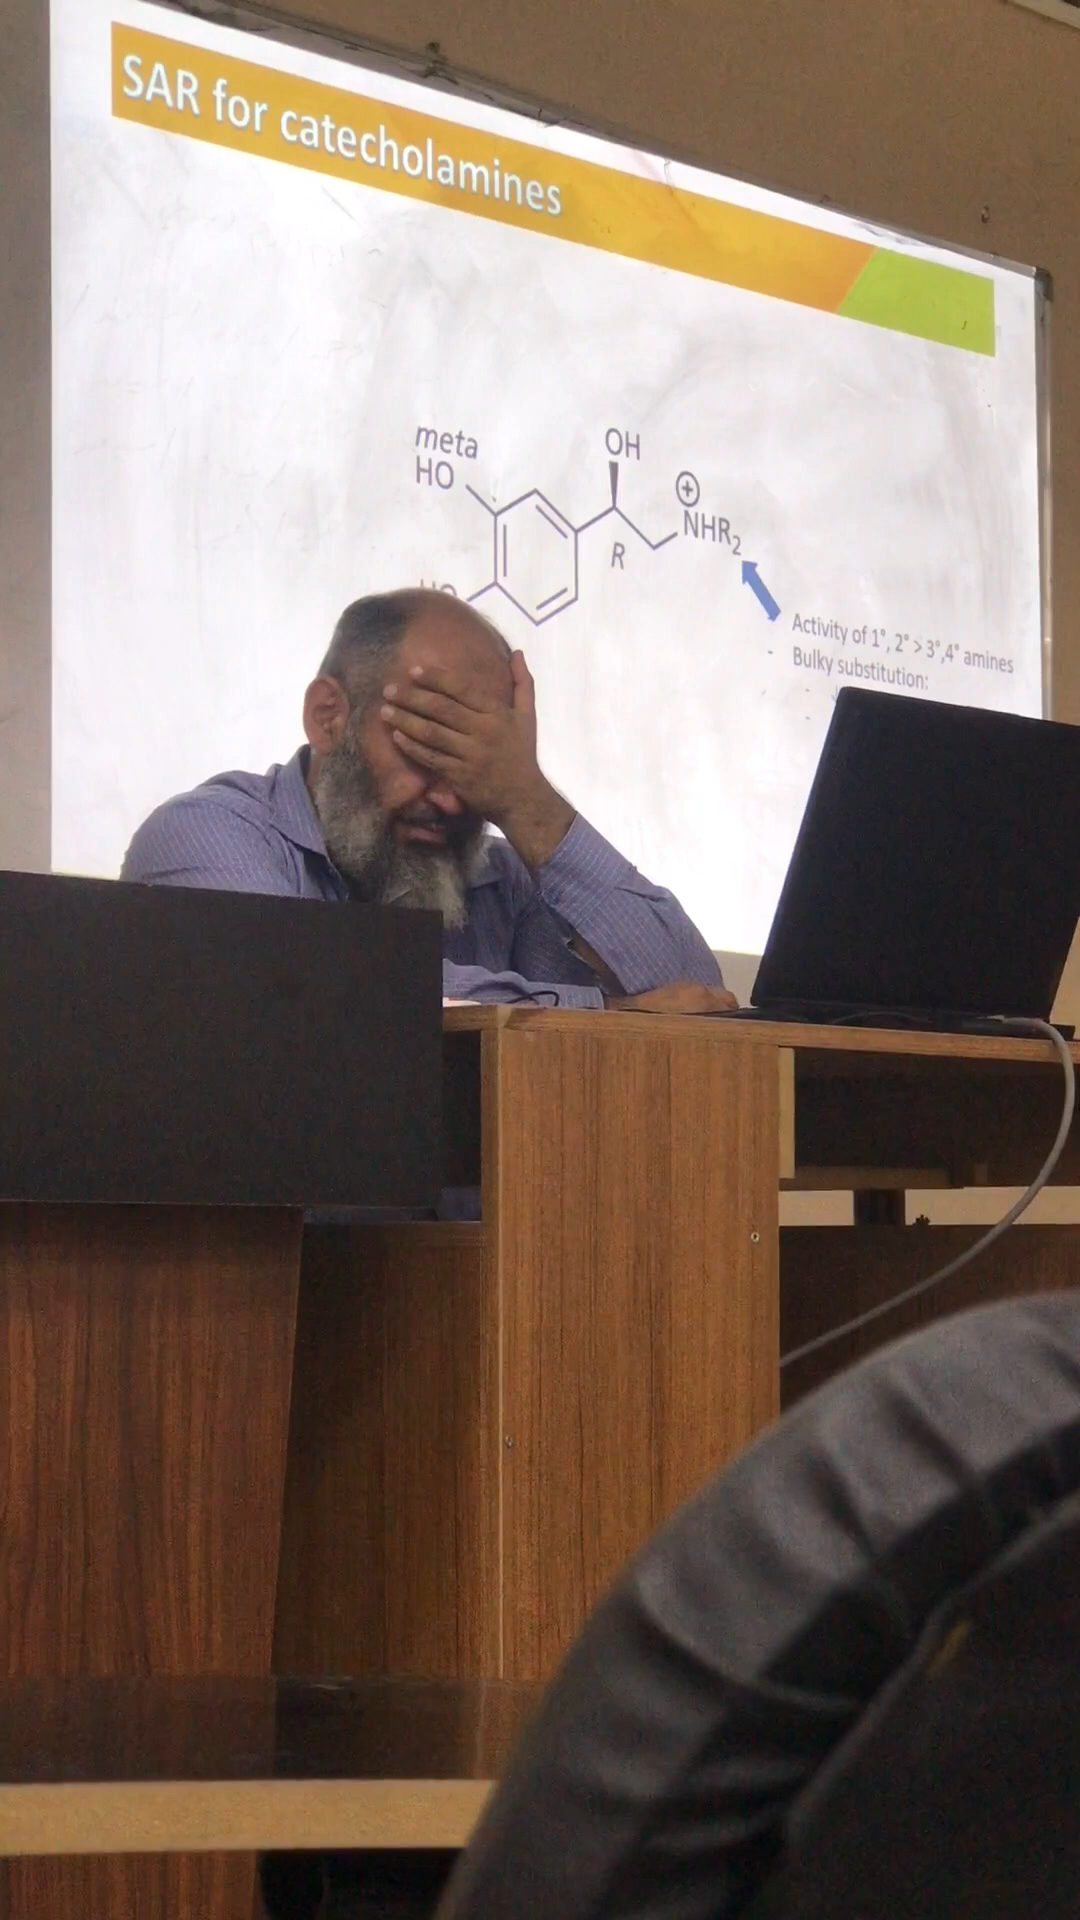 SAR for catecholamines
meta
HO
OH
⊕
NHR₂
R
Activity of 1°, 2° > 3°,4° amines
- Bulky substitution: